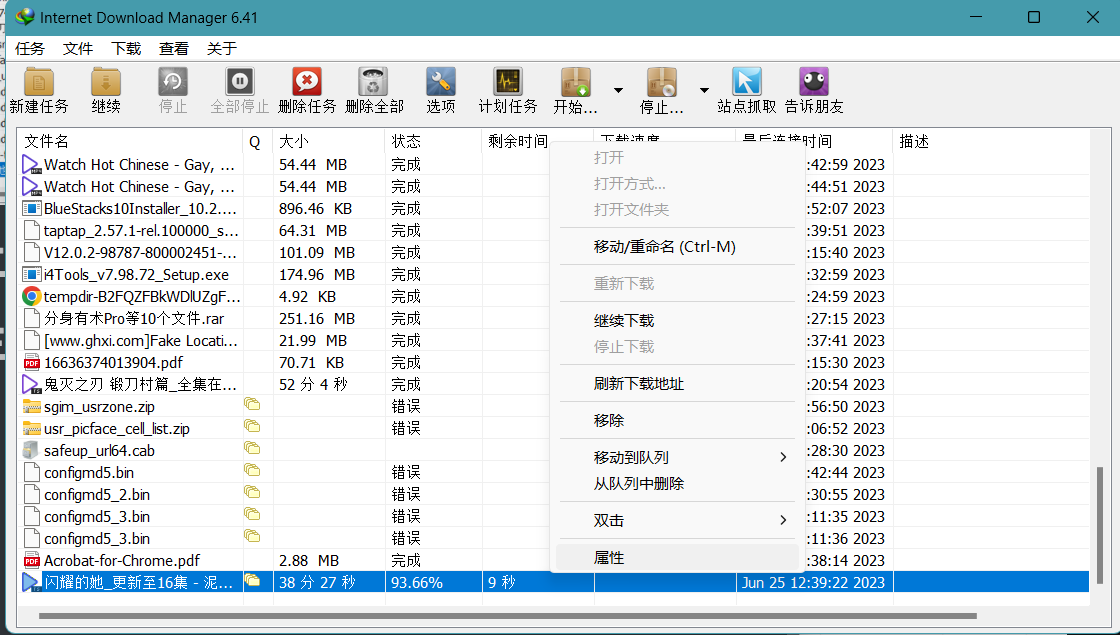 Internet Download Manager 6.41
任务 文件 下载 查看 关于
新建任务 继续 停止 全部停止 删除任务 删除全部 选项 计划任务 开始... 停止... 站点抓取 告诉朋友
文件名 Q 大小 状态 剩余时间 下载速度 最后连接时间 描述
Watch Hot Chinese - Gay, ... 54.44 MB 完成 :42:59 2023
Watch Hot Chinese - Gay, ... 54.44 MB 完成 :44:51 2023
BlueStacks10Installer_10.2.... 896.46 KB 完成 :52:07 2023
taptap_2.57.1-rel.100000_s... 64.31 MB 完成 :39:51 2023
V12.0.2-98787-800002451-... 101.09 MB 完成 :15:40 2023
i4Tools_v7.98.72_Setup.exe 174.96 MB 完成 :32:59 2023
tempdir-B2FQZFBkWDlUZgF... 4.92 KB 完成 :24:59 2023
分身有术Pro等10个文件.rar 251.16 MB 完成 :27:15 2023
[www.ghxi.com]Fake Locati... 21.99 MB 完成 :37:41 2023
16636374013904.pdf 70.71 KB 完成 :15:30 2023
鬼灭之刃 锻刀村篇_全集在... 52 分 4 秒 完成 :20:54 2023
sgim_usrzone.zip 错误 :56:50 2023
usr_picface_cell_list.zip 错误 :06:52 2023
safeup_url64.cab :28:30 2023
configmd5.bin 错误 :42:44 2023
configmd5_2.bin 错误 :30:55 2023
configmd5_3.bin 错误 :11:35 2023
configmd5_3.bin 错误 :11:36 2023
Acrobat-for-Chrome.pdf 2.88 MB 完成 :38:14 2023
闪耀的她_更新至16集 - 泥... 38 分 27 秒 93.66% 9 秒 Jun 25 12:39:22 2023
打开
打开方式...
打开文件夹
移动/重命名 (Ctrl-M)
重新下载
继续下载
停止下载
刷新下载地址
移除
移动到队列
从队列中删除
双击
属性